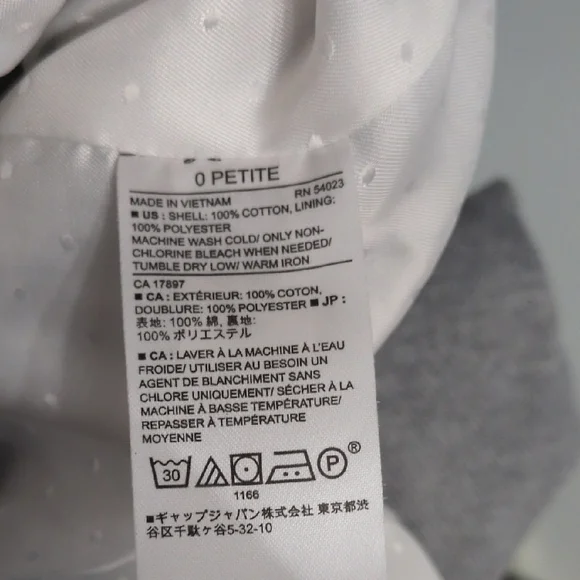 0 PETITE
MADE IN VIETNAM RN 54023
■ US : SHELL: 100% COTTON, LINING:
100% POLYESTER
MACHINE WASH COLD/ ONLY NON-
CHLORINE BLEACH WHEN NEEDED/
TUMBLE DRY LOW/ WARM IRON
CA 17897
■ CA : EXTÉRIEUR: 100% COTON,
DOUBLURE: 100% POLYESTER ■ JP :
表地: 100% 綿, 裏地:
100% ポリエステル
■ CA : LAVER À LA MACHINE À L'EAU
FROIDE/ UTILISER AU BESOIN UN
AGENT DE BLANCHIMENT SANS
CHLORE UNIQUEMENT/ SÉCHER À LA
MACHINE À BASSE TEMPÉRATURE/
REPASSER À TEMPÉRATURE
MOYENNE
30 P ®
1166
■ギャップジャパン株式会社 東京都渋
谷区千駄ヶ谷5-32-10